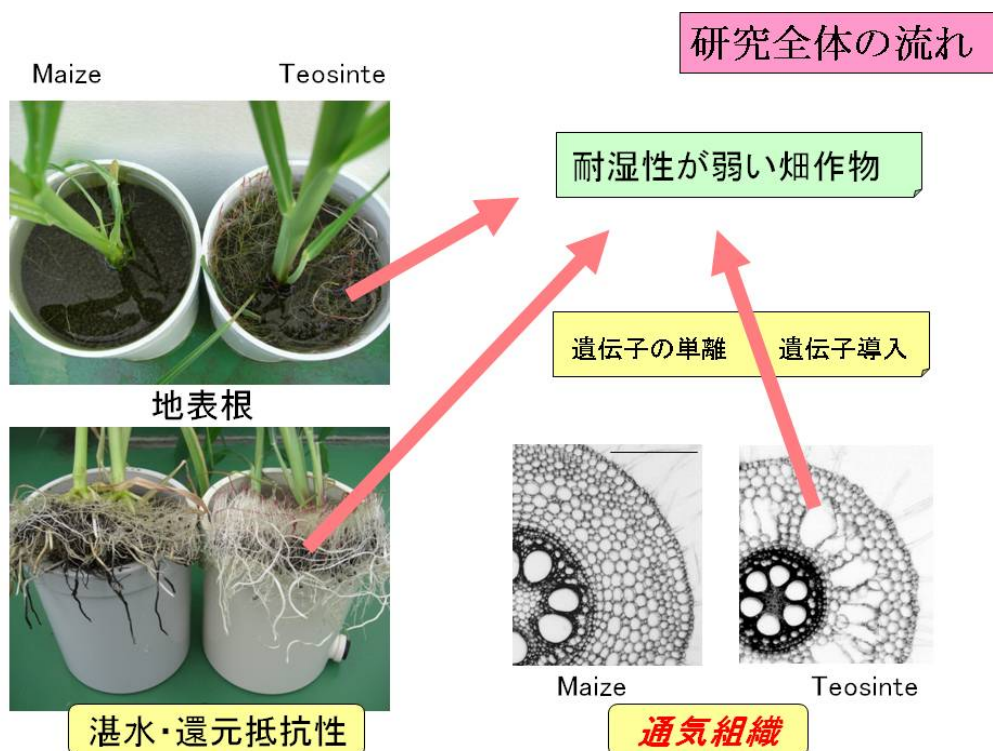 研究全体の流れ
Maize
Teosinte
耐湿性が弱い畑作物
遺伝子の単離 遺伝子導入
地表根
Maize
Teosinte
湛水・還元抵抗性
通気組織